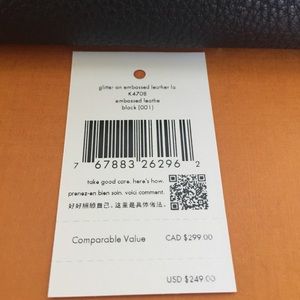 glitter on embossed leather la
K4708
embossed leathe
black (001)
7 67883 26296 2
take good care. here's how.
prenez-en bien soin. voici comment.
好好照顾自己。这里是具体做法。
Comparable Value CAD $299.00
USD $249.00